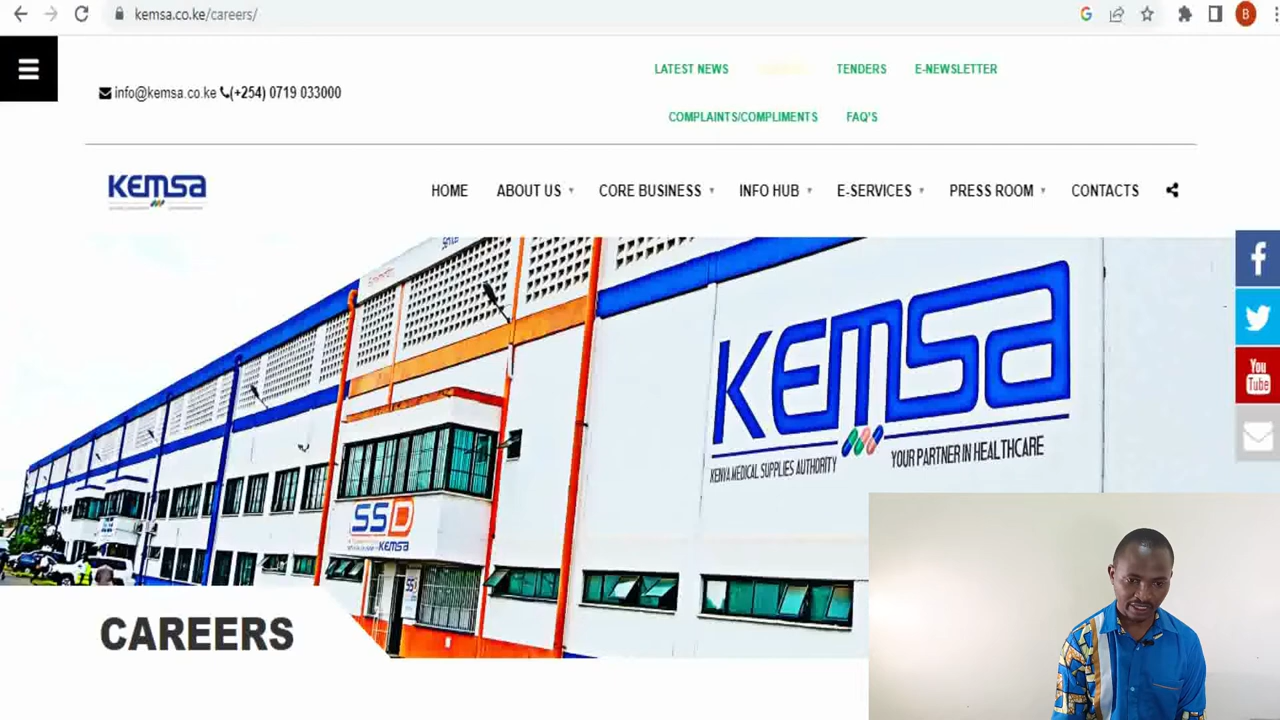 kemsa.co.ke/careers/
B
LATEST NEWS TENDERS E-NEWSLETTER
info@kemsa.co.ke (+254) 0719 033000
COMPLAINTS/COMPLIMENTS FAQ'S
KEMSA
HOME ABOUT US CORE BUSINESS INFO HUB E-SERVICES PRESS ROOM CONTACTS
KEMSA
KENYA MEDICAL SUPPLIES AUTHORITY YOUR PARTNER IN HEALTHCARE
You
Tube
SSD
KEMSA
CAREERS